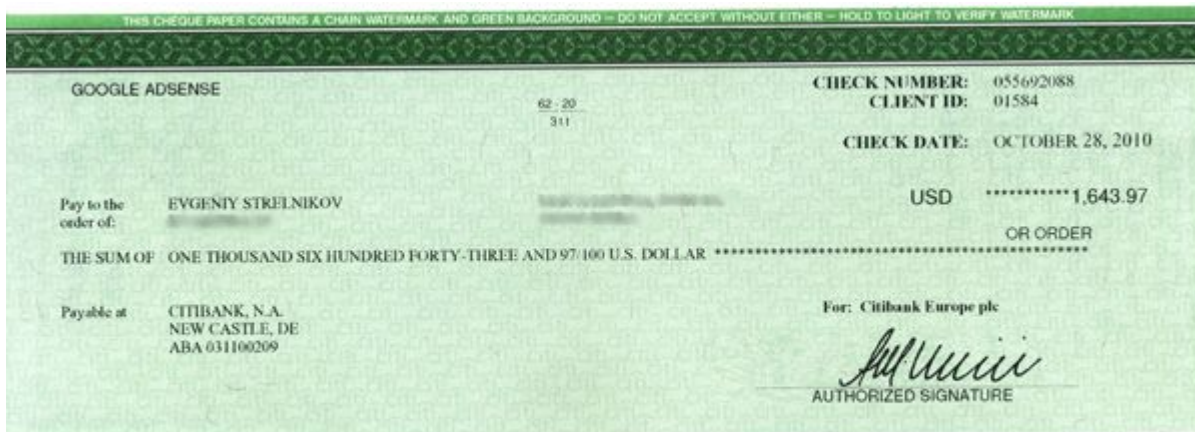 THIS CHEQUE PAPER CONTAINS A CHAIN WATERMARK AND GREEN BACKGROUND – DO NOT ACCEPT WITHOUT EITHER – HOLD TO LIGHT TO VERIFY WATERMARK
GOOGLE ADSENSE
62-20
311
CHECK NUMBER: 055692088
CLIENT ID: 01584
CHECK DATE: OCTOBER 28, 2010
Pay to the order of:
EVGENIY STRELNIKOV
USD ***********1,643.97
OR ORDER
THE SUM OF ONE THOUSAND SIX HUNDRED FORTY-THREE AND 97/100 U.S. DOLLAR ************************************************
Payable at
CITIBANK, N.A.
NEW CASTLE, DE
ABA 031100209
For: Citibank Europe plc
AUTHORIZED SIGNATURE